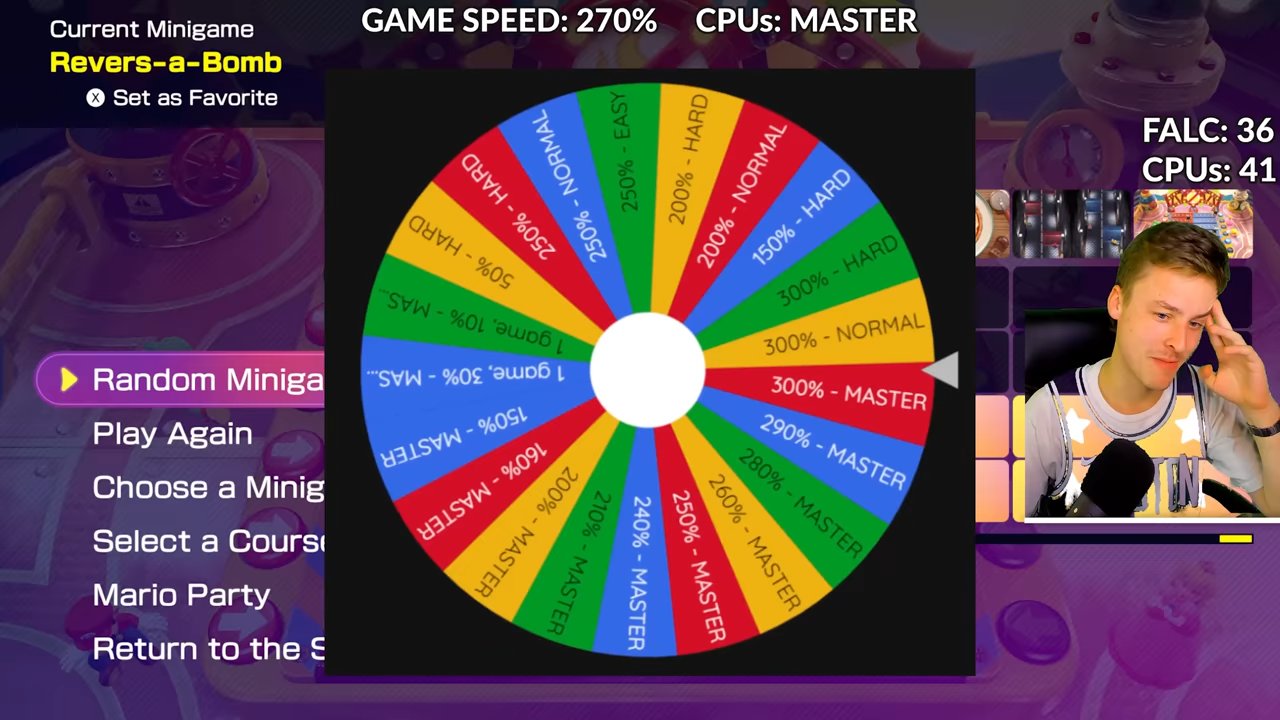 GAME SPEED: 270% CPUs: MASTER
Current Minigame
Revers-a-Bomb
X Set as Favorite
FALC: 36
CPUs: 41
Random Miniga
Play Again
Choose a Minig
Select a Cours
Mario Party
Return to the S
250% - EASY
200% - HARD
200% - NORMAL
150% - HARD
300% - HARD
300% - NORMAL
300% - MASTER
290% - MASTER
280% - MASTER
260% - MASTER
250% - MASTER
240% - MASTER
210% - MASTER
200% - MASTER
160% - MASTER
150% - MASTER
1 game, 30% - MAS...
1 game, 10% - MAS...
50% - HARD
250% - HARD
250% - NORMAL